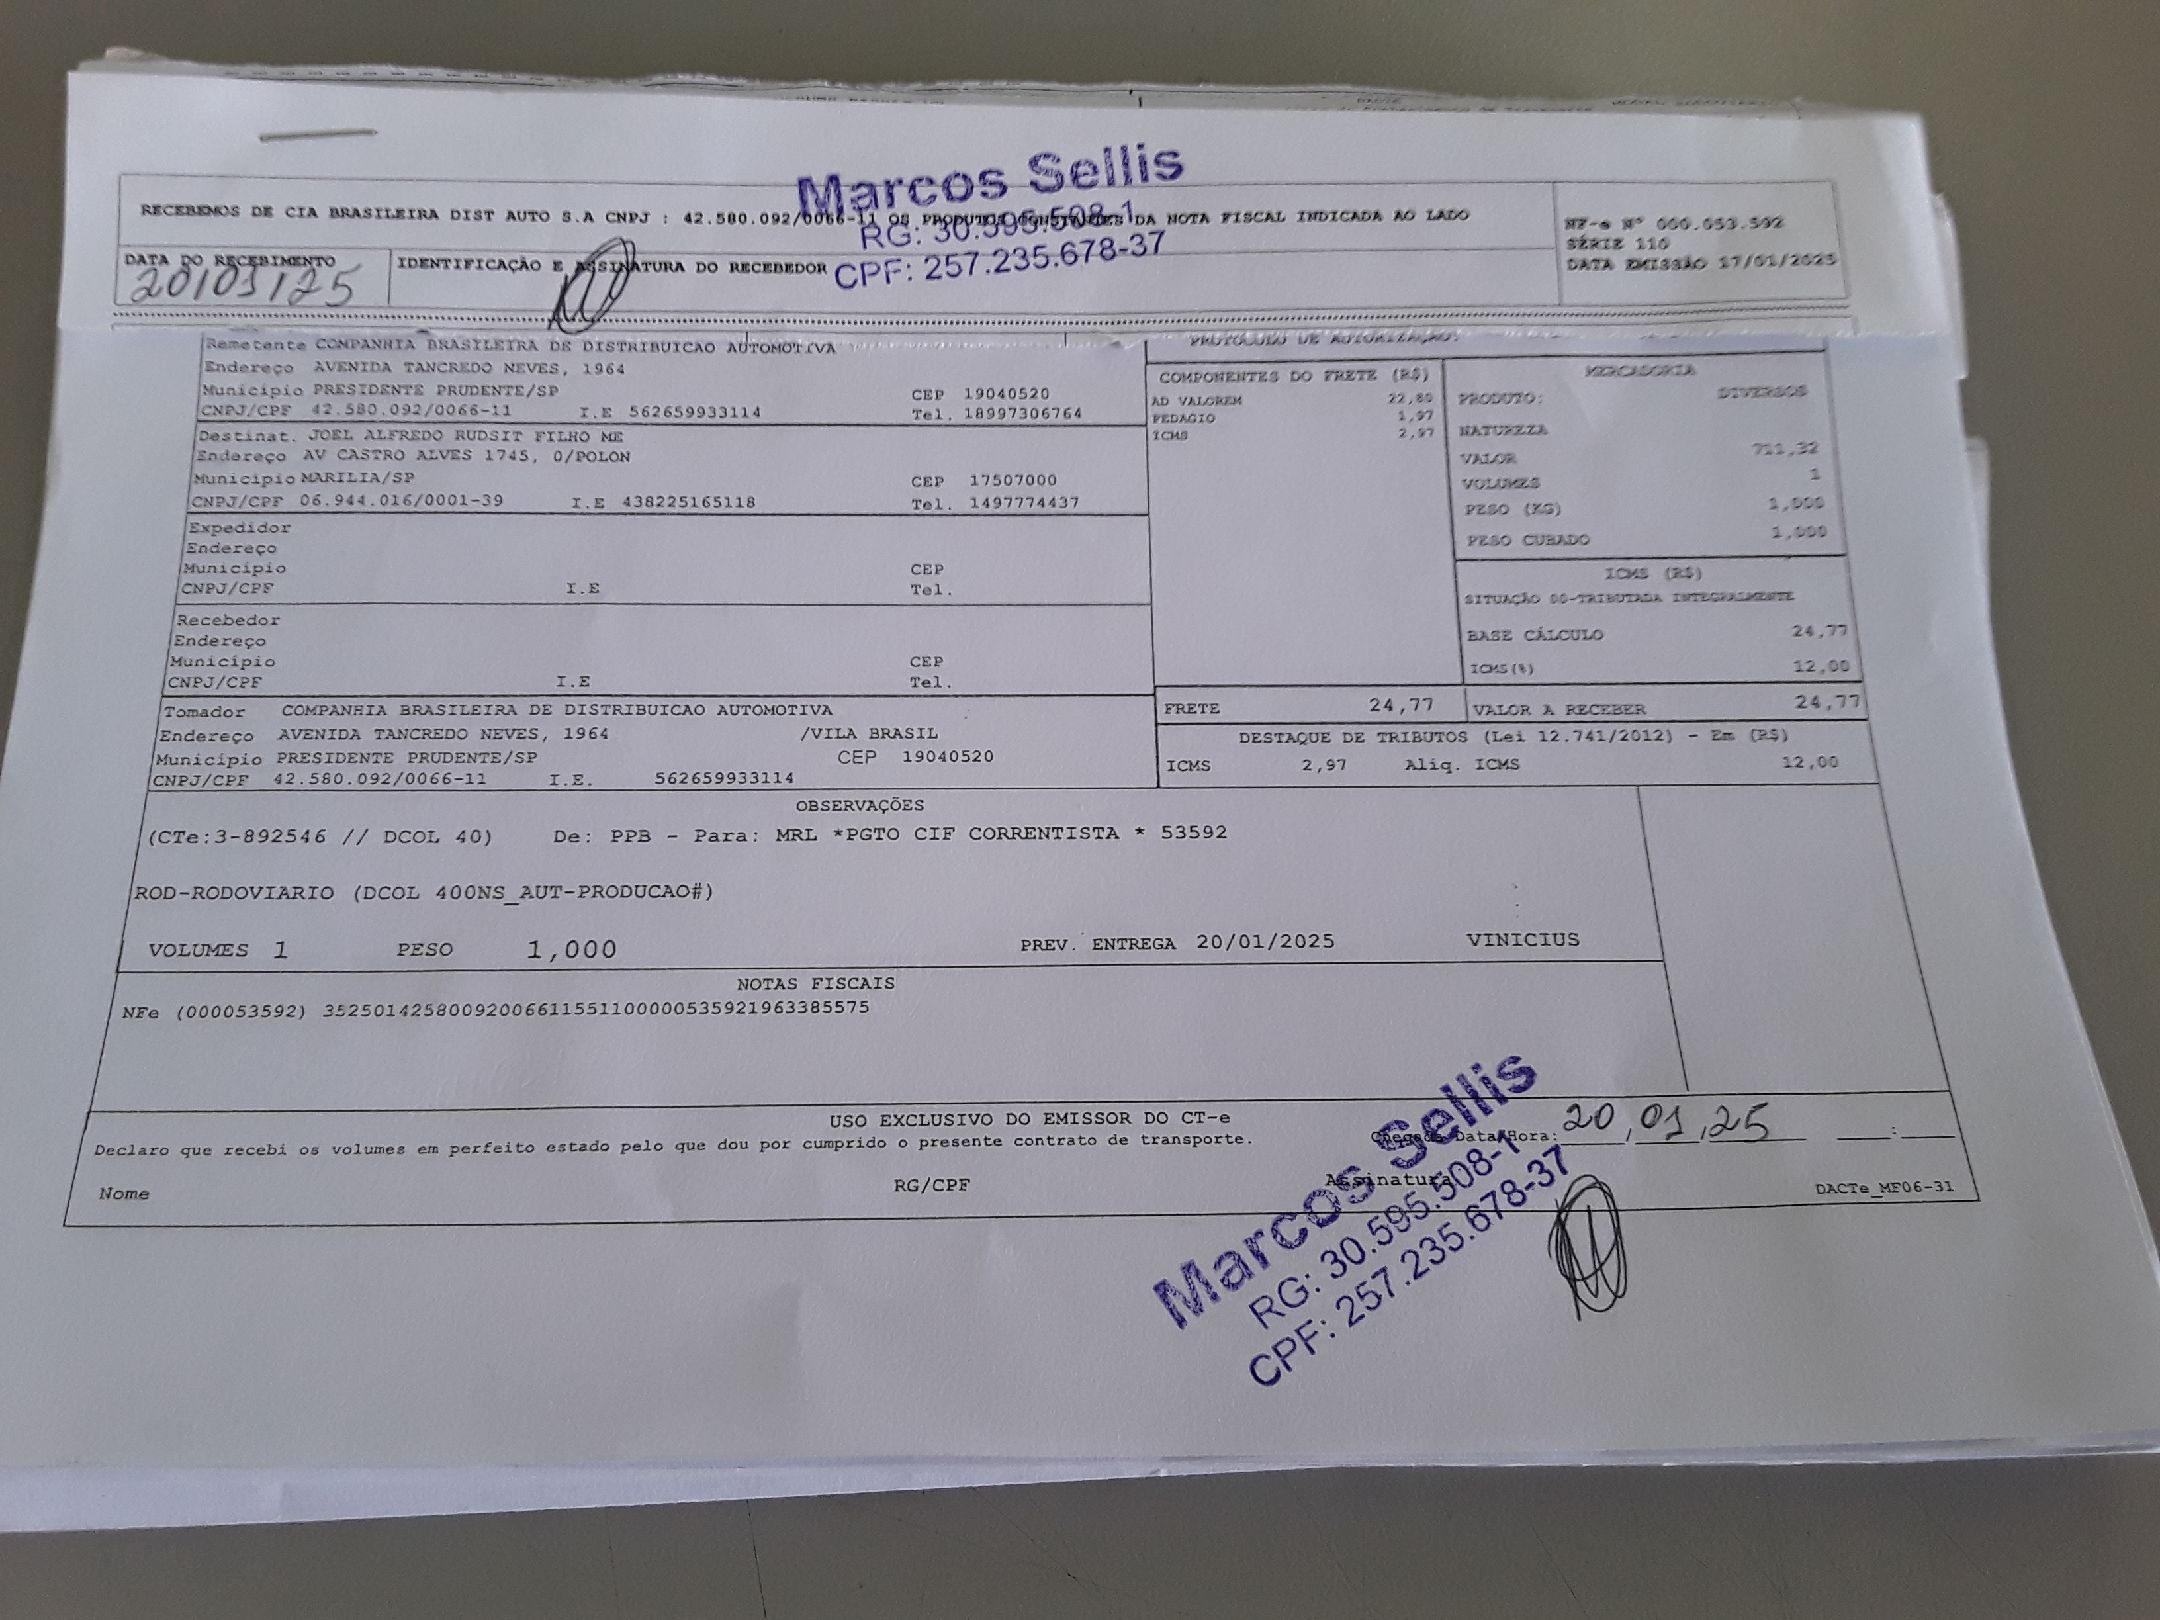 Marcos Sellis
RG: 30.595.508-1
CPF: 257.235.678-37
RECEBEMOS DE CIA BRASILEIRA DIST AUTO S.A CNPJ : 42.580.092/0066-11 OS PRODUTOS CONSTANTES DA NOTA FISCAL INDICADA AO LADO
NF-e Nº 000.053.592
SÉRIE 110
DATA EMISSÃO 17/01/2025
DATA DO RECEBIMENTO
20/01/25
IDENTIFICAÇÃO E ASSINATURA DO RECEBEDOR
Remetente COMPANHIA BRASILEIRA DE DISTRIBUICAO AUTOMOTIVA
Endereço AVENIDA TANCREDO NEVES, 1964
Município PRESIDENTE PRUDENTE/SP CEP 19040520
CNPJ/CPF 42.580.092/0066-11 I.E 562659933114 Tel. 18997306764
Destinat. JOEL ALFREDO RUDSIT FILHO ME
Endereço AV CASTRO ALVES 1745, 0/POLON
Município MARILIA/SP CEP 17507000
CNPJ/CPF 06.944.016/0001-39 I.E 438225165118 Tel. 1497774437
Expedidor
Endereço
Município CEP
CNPJ/CPF I.E Tel.
Recebedor
Endereço
Município CEP
CNPJ/CPF I.E Tel.
Tomador COMPANHIA BRASILEIRA DE DISTRIBUICAO AUTOMOTIVA
Endereço AVENIDA TANCREDO NEVES, 1964 /VILA BRASIL
Município PRESIDENTE PRUDENTE/SP CEP 19040520
CNPJ/CPF 42.580.092/0066-11 I.E. 562659933114
PROTOCOLO DE AUTORIZAÇÃO:
COMPONENTES DO FRETE (R$)
AD VALOREM 22,80
PEDAGIO 1,97
ICMS 2,97
MERCADORIA
PRODUTO: DIVERSOS
NATUREZA
VALOR 711,32
VOLUMES 1
PESO (KG) 1,000
PESO CUBADO 1,000
ICMS (R$)
SITUAÇÃO 00-TRIBUTADA INTEGRALMENTE
BASE CÁLCULO 24,77
ICMS(%) 12,00
FRETE 24,77 VALOR A RECEBER 24,77
DESTAQUE DE TRIBUTOS (Lei 12.741/2012) - Em (R$)
ICMS 2,97 Aliq. ICMS 12,00
OBSERVAÇÕES
(CTe:3-892546 // DCOL 40) De: PPB - Para: MRL *PGTO CIF CORRENTISTA * 53592
ROD-RODOVIARIO (DCOL 400NS_AUT-PRODUCAO#)
VOLUMES 1 PESO 1,000 PREV. ENTREGA 20/01/2025 VINICIUS
NOTAS FISCAIS
NFe (000053592) 35250142580092006611551100000535921963385575
USO EXCLUSIVO DO EMISSOR DO CT-e
Declaro que recebi os volumes em perfeito estado pelo que dou por cumprido o presente contrato de transporte.
Chegada Data/Hora: 20/01/25 :
Nome RG/CPF Assinatura DACTe_MF06-31
Marcos Sellis
RG: 30.595.508-1
CPF: 257.235.678-37